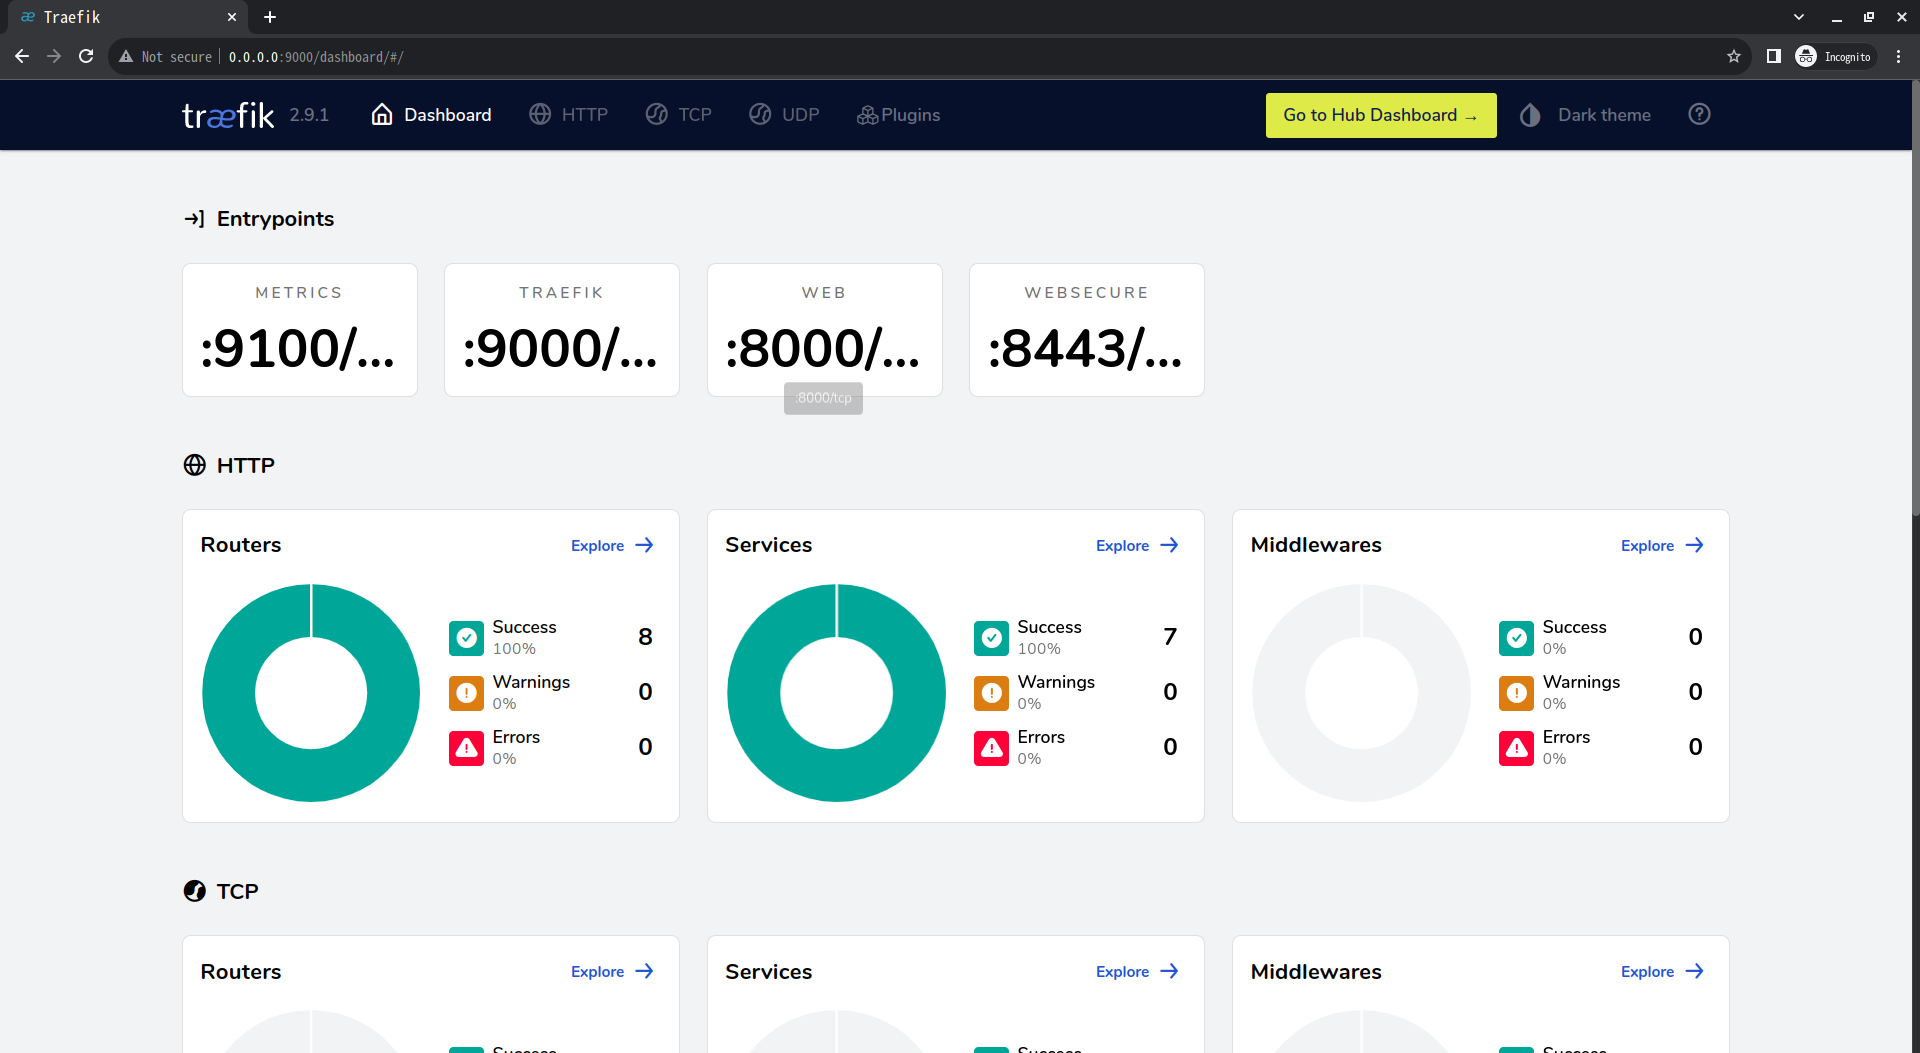 Traefik
Not secure 0.0.0.0:9000/dashboard/#/ Incognito
træfik 2.9.1 Dashboard HTTP TCP UDP Plugins Go to Hub Dashboard → Dark theme
Entrypoints
METRICS TRAEFIK WEB WEBSECURE
:9100/... :9000/... :8000/... :8443/...
:8000/tcp
HTTP
Routers Explore
Success 8
100%
Warnings 0
0%
Errors 0
0%
Services Explore
Success 7
100%
Warnings 0
0%
Errors 0
0%
Middlewares Explore
Success 0
0%
Warnings 0
0%
Errors 0
0%
TCP
Routers Explore
Success
Services Explore
Success
Middlewares Explore
Success